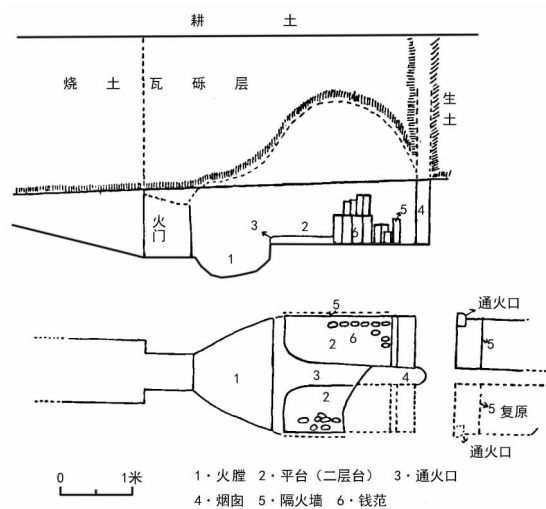 耕 土
烧 土 瓦 砾 层
生土
火门
3 2 5 4
6
1
5 通火口
2 6
1 3 4 5
2 5 复原
通火口
0 1米
1·火膛 2·平台（二层台） 3·通火口
4·烟囱 5·隔火墙 6·钱范